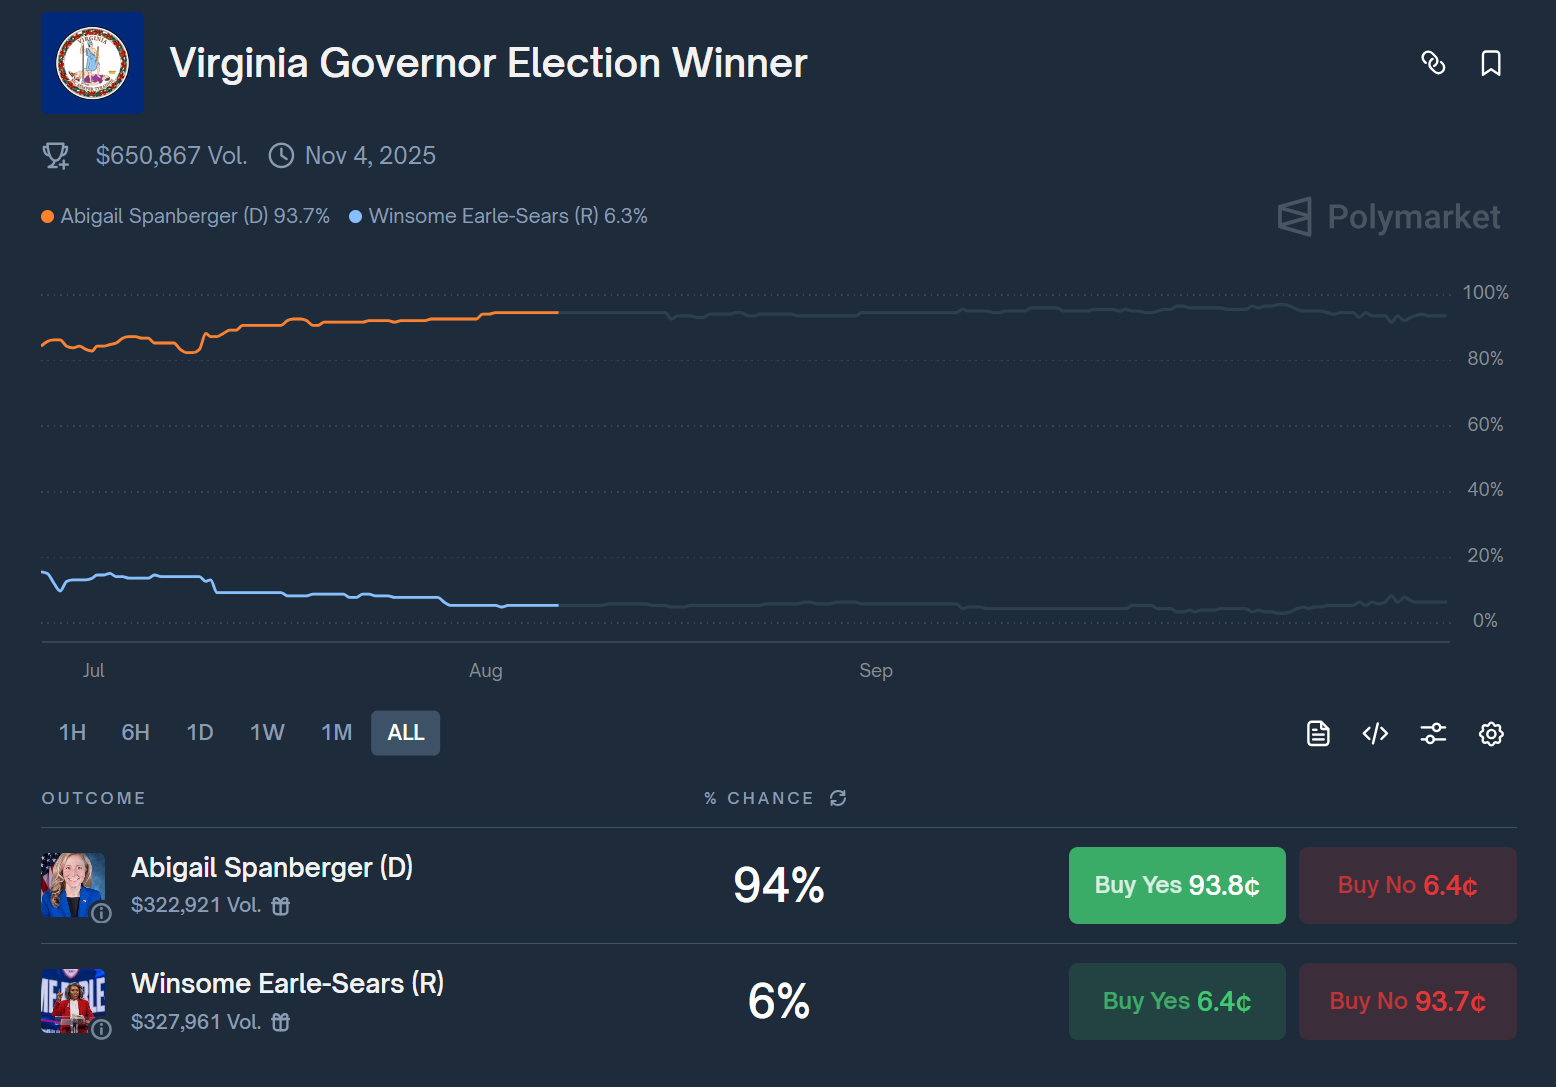 Virginia Governor Election Winner
$650,867 Vol. Nov 4, 2025
Abigail Spanberger (D) 93.7% Winsome Earle-Sears (R) 6.3%
Polymarket
100%
80%
60%
40%
20%
0%
Jul Aug Sep
1H 6H 1D 1W 1M ALL
OUTCOME % CHANCE
Abigail Spanberger (D)
$322,921 Vol.
94%
Buy Yes 93.8¢ Buy No 6.4¢
Winsome Earle-Sears (R)
$327,961 Vol.
6%
Buy Yes 6.4¢ Buy No 93.7¢